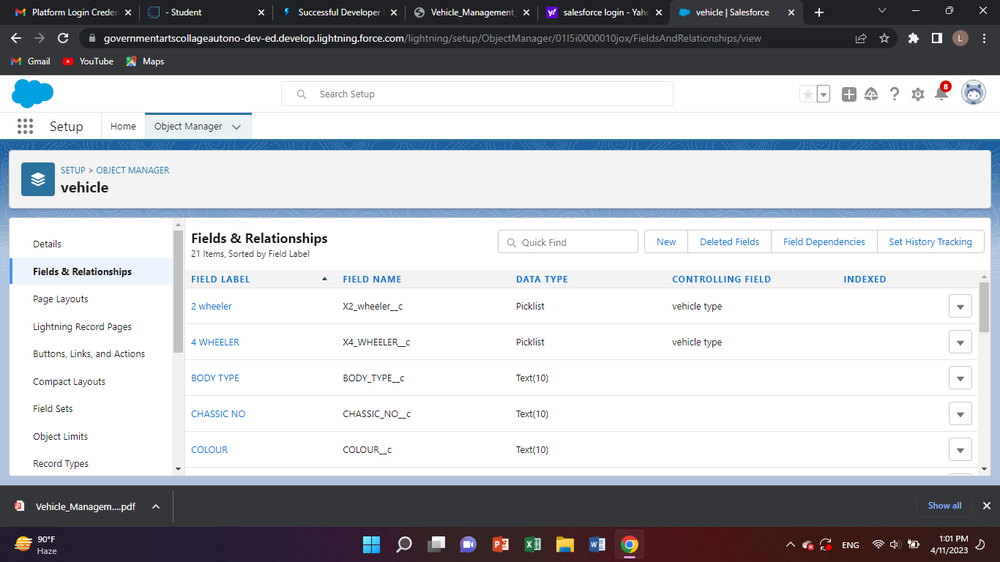 Platform Login Creden
- Student
Successful Developer
Vehicle_Management_
salesforce login - Yaho
vehicle | Salesforce
governmentartscollageautono-dev-ed.develop.lightning.force.com/lightning/setup/ObjectManager/01I5i0000010jox/FieldsAndRelationships/view
L
Gmail
YouTube
Maps
Search Setup
8
Setup
Home
Object Manager
SETUP > OBJECT MANAGER
vehicle
Details
Fields & Relationships
Page Layouts
Lightning Record Pages
Buttons, Links, and Actions
Compact Layouts
Field Sets
Object Limits
Record Types
Fields & Relationships
21 Items, Sorted by Field Label
Quick Find
New
Deleted Fields
Field Dependencies
Set History Tracking
FIELD LABEL FIELD NAME DATA TYPE CONTROLLING FIELD INDEXED
2 wheeler X2_wheeler__c Picklist vehicle type
4 WHEELER X4_WHEELER__c Picklist vehicle type
BODY TYPE BODY_TYPE__c Text(10)
CHASSIC NO CHASSIC_NO__c Text(10)
COLOUR COLOUR__c Text(10)
Vehicle_Managem....pdf
Show all
90°F
Haze
ENG
1:01 PM
4/11/2023